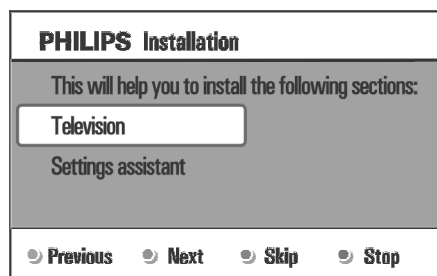 PHILIPS Installation
This will help you to install the following sections:
Television
Settings assistant
Previous Next Skip Stop